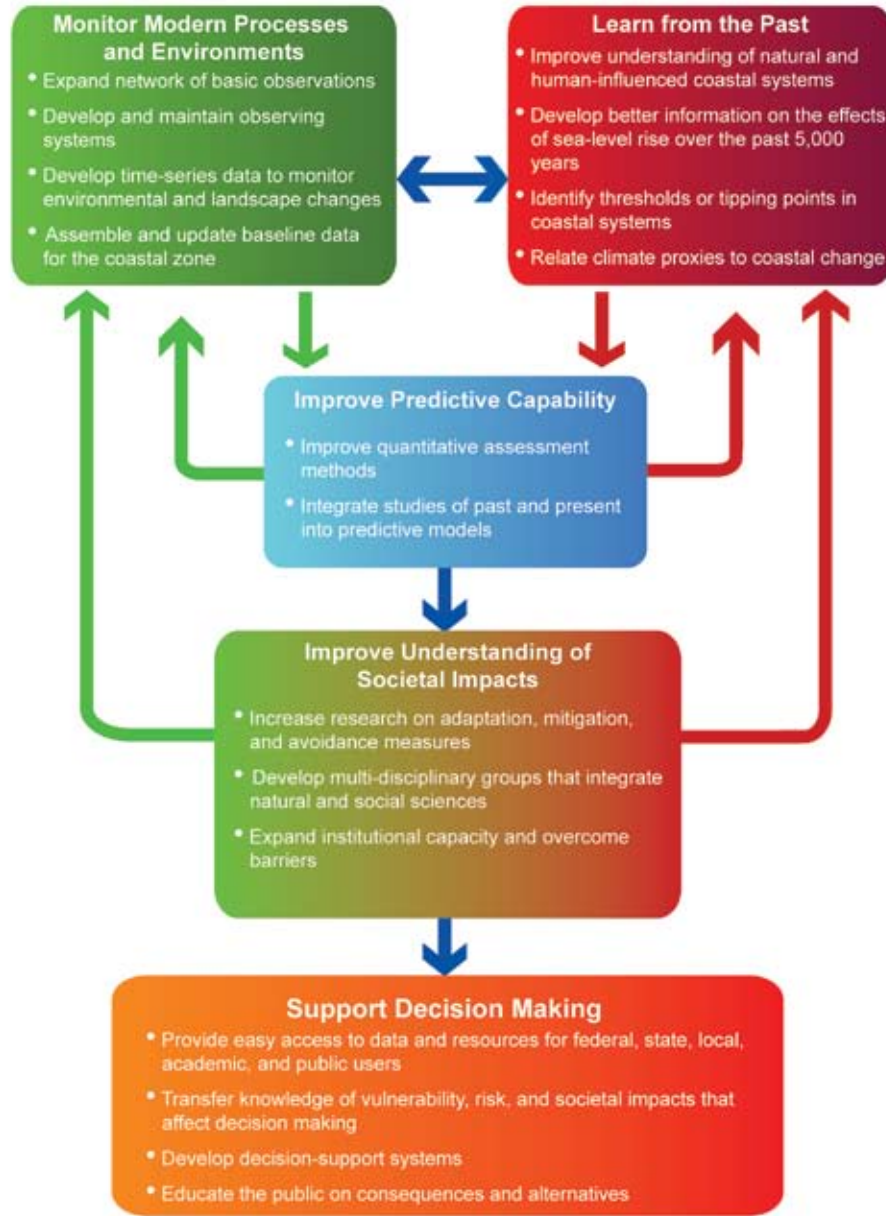 Monitor Modern Processes
and Environments
• Expand network of basic observations
• Develop and maintain observing
systems
• Develop time-series data to monitor
environmental and landscape changes
• Assemble and update baseline data
for the coastal zone
Learn from the Past
• Improve understanding of natural and
human-influenced coastal systems
• Develop better information on the effects
of sea-level rise over the past 5,000
years
• Identify thresholds or tipping points in
coastal systems
• Relate climate proxies to coastal change
Improve Predictive Capability
• Improve quantitative assessment
methods
• Integrate studies of past and present
into predictive models
Improve Understanding of
Societal Impacts
• Increase research on adaptation, mitigation,
and avoidance measures
• Develop multi-disciplinary groups that integrate
natural and social sciences
• Expand institutional capacity and overcome
barriers
Support Decision Making
• Provide easy access to data and resources for federal, state, local,
academic, and public users
• Transfer knowledge of vulnerability, risk, and societal impacts that
affect decision making
• Develop decision-support systems
• Educate the public on consequences and alternatives